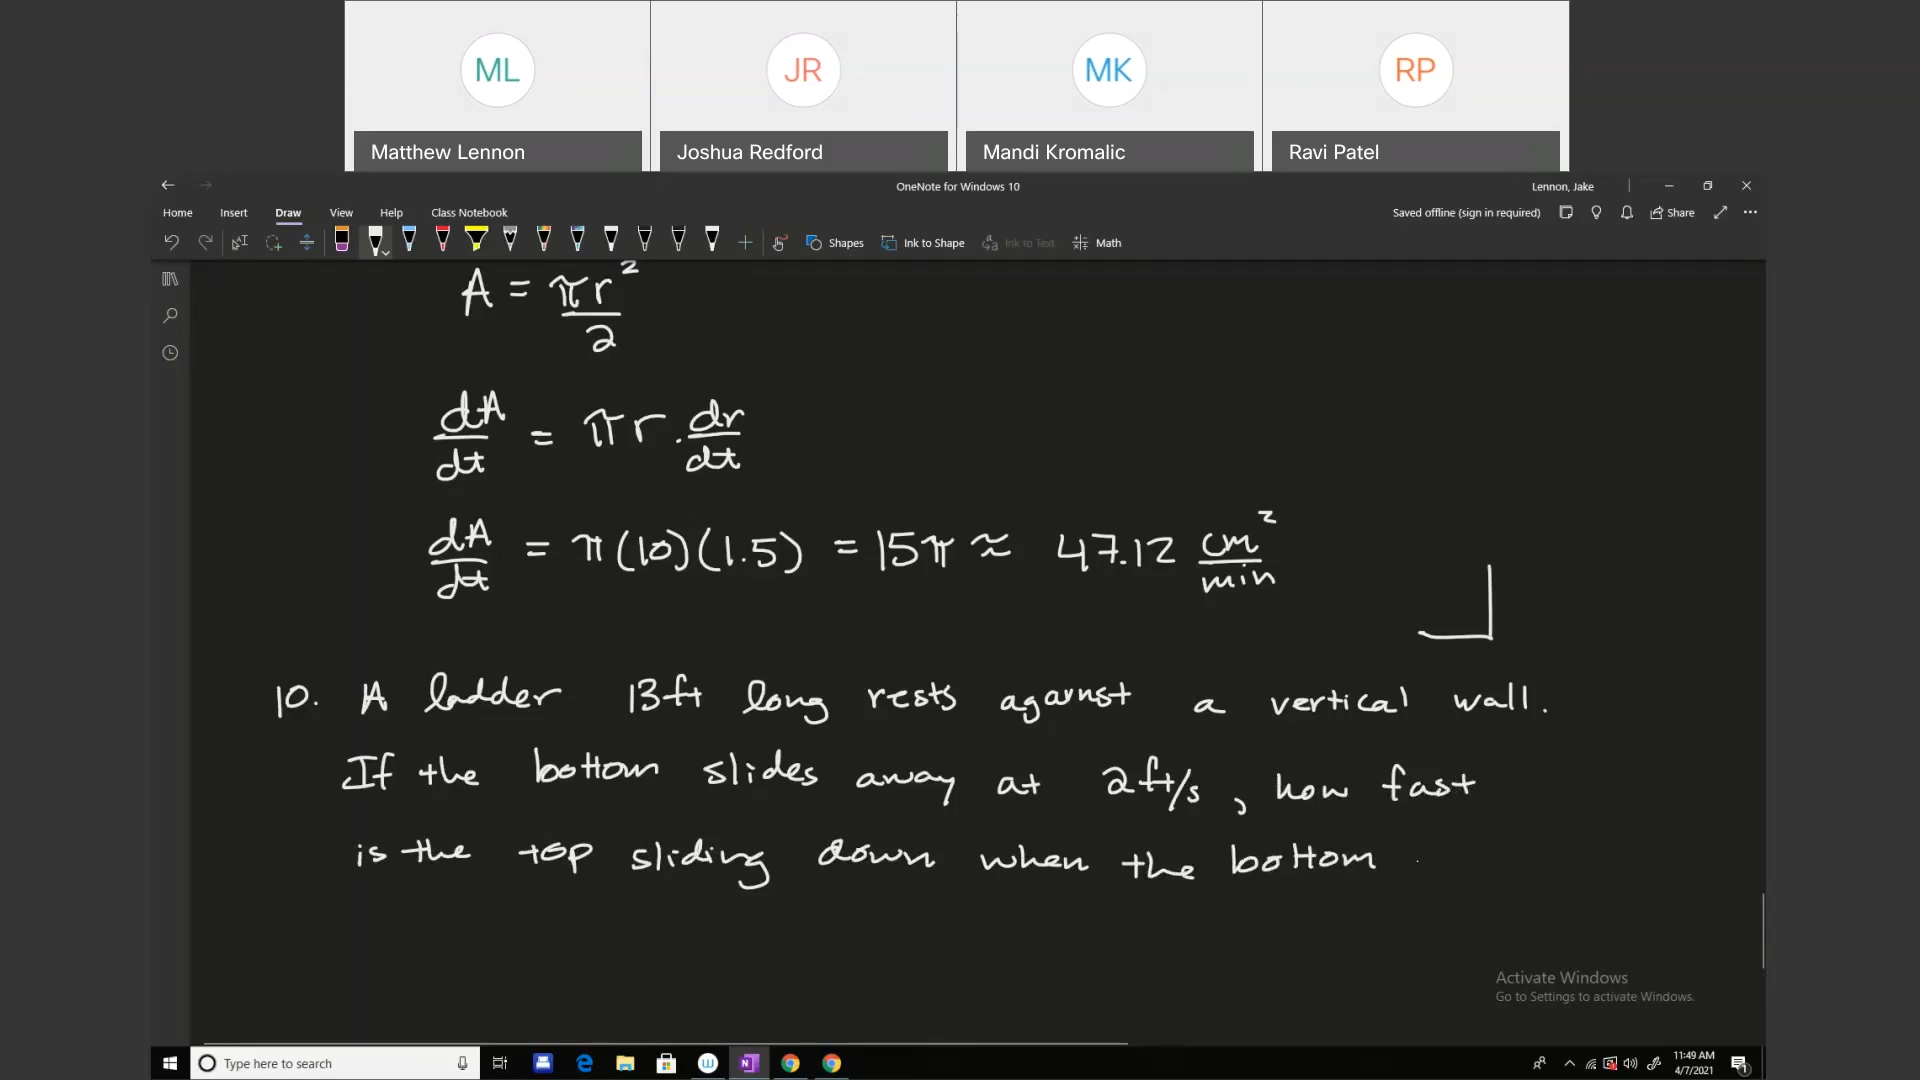 ML JR MK RP
Matthew Lennon Joshua Redford Mandi Kromalic Ravi Patel
OneNote for Windows 10 Lennon, Jake
Home Insert Draw View Help Class Notebook Saved offline (sign in required) Share
Shapes Ink to Shape Ink to Text Math
A = πr²/2
dA/dt = πr · dr/dt
dA/dt = π(10)(1.5) = 15π ≈ 47.12 cm²/min
10. A ladder 13ft long rests against a vertical wall.
If the bottom slides away at 2ft/s, how fast
is the top sliding down when the bottom
Activate Windows
Go to Settings to activate Windows.
Type here to search
11:49 AM
4/7/2021